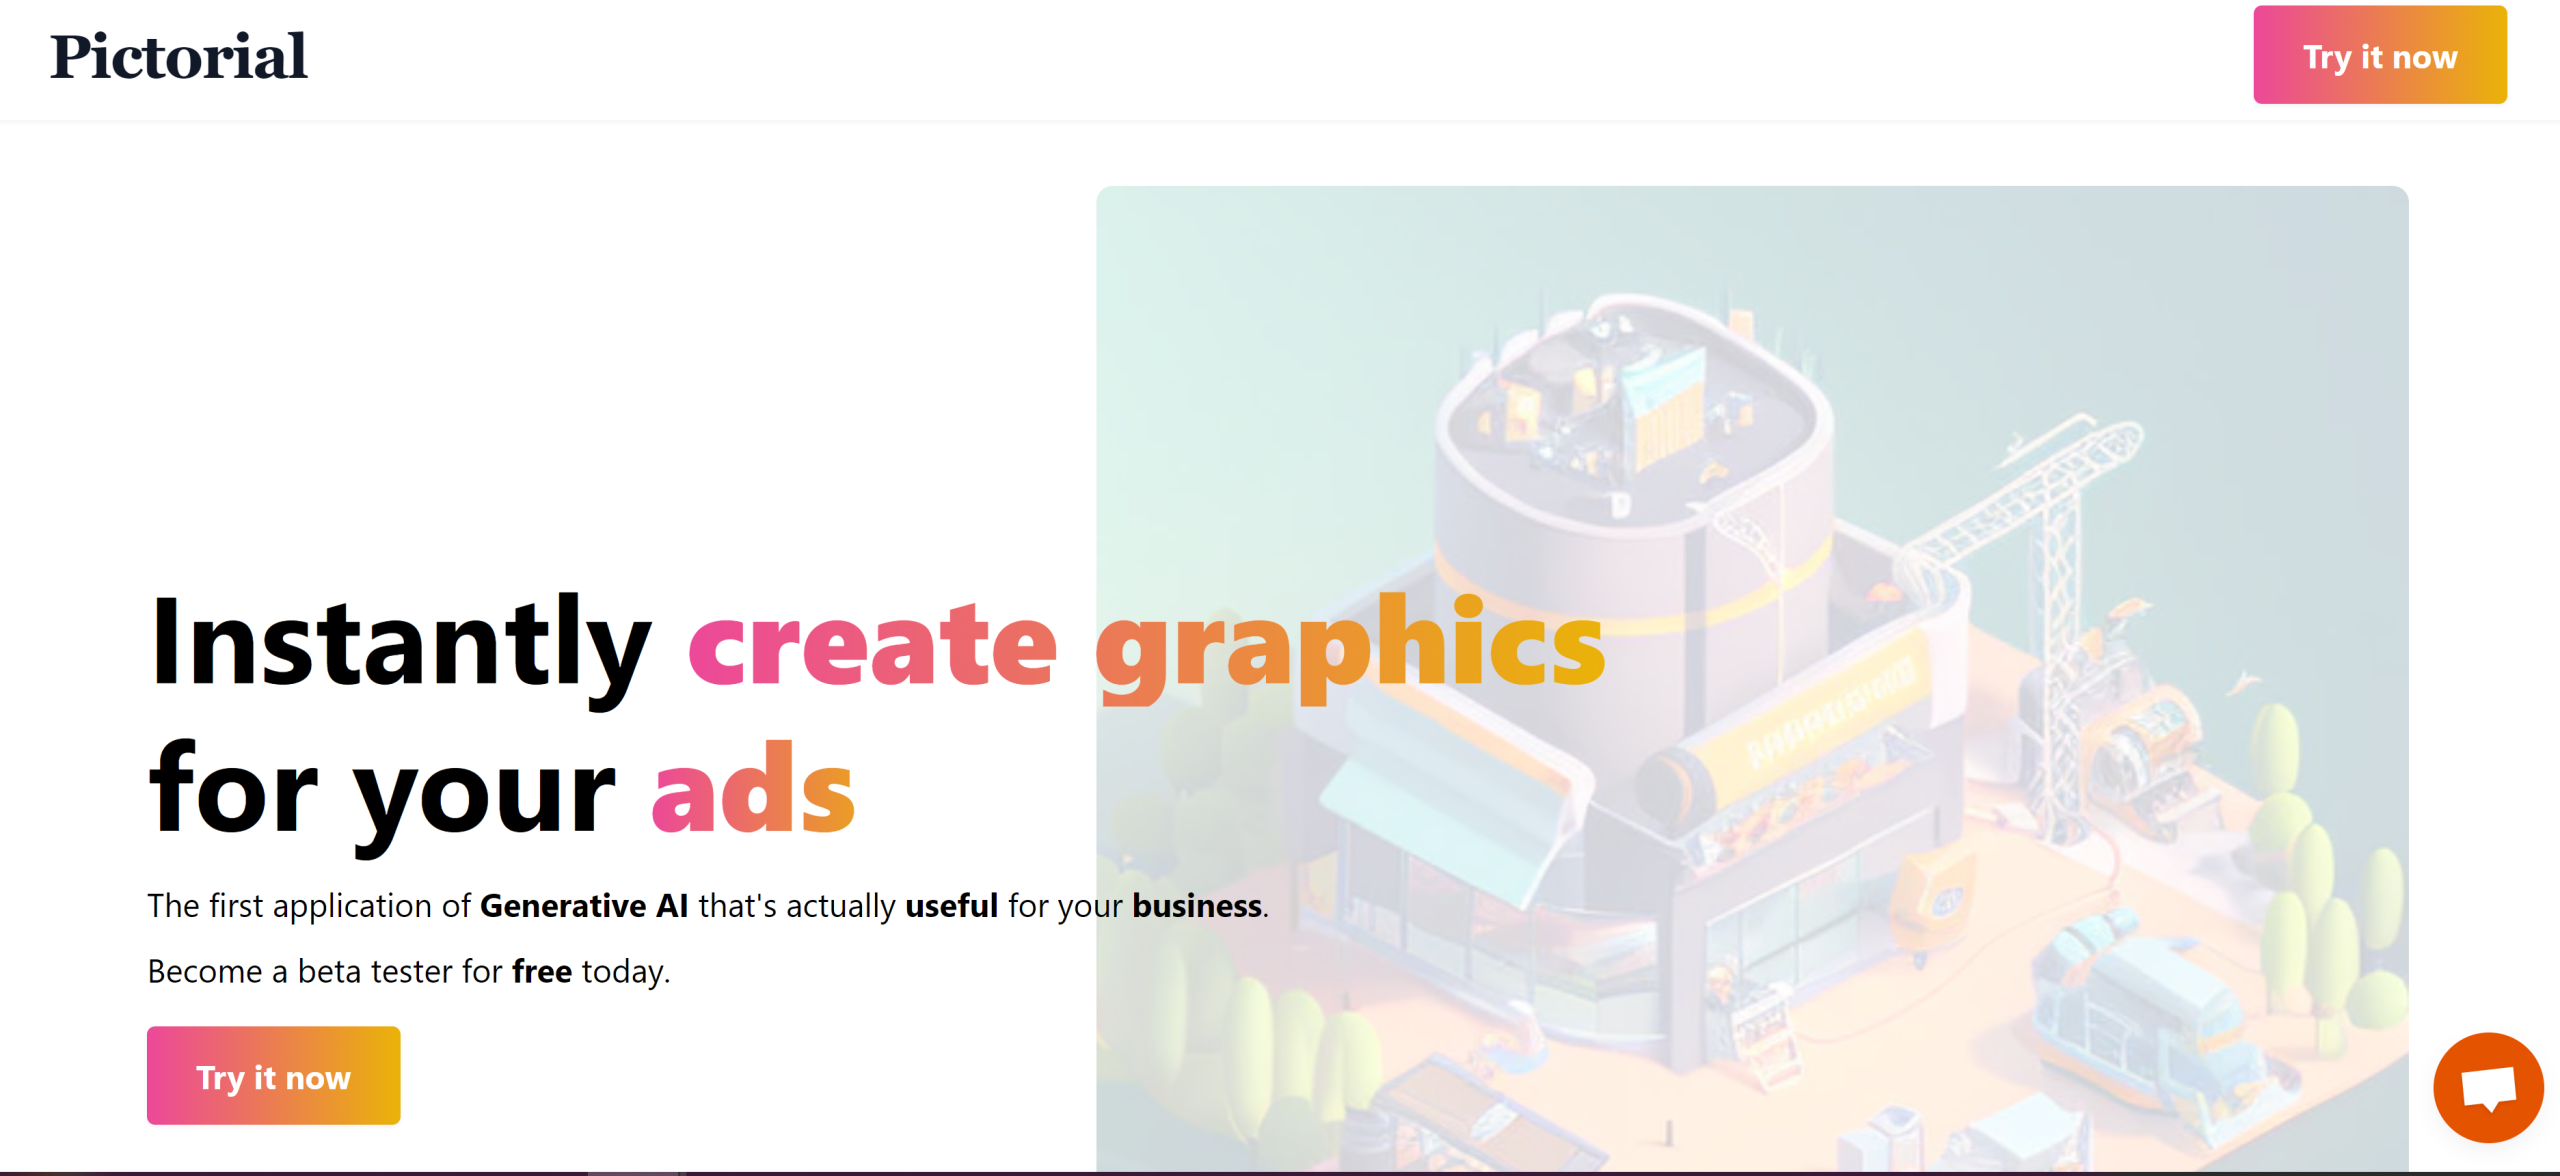 Pictorial
Try it now
Instantly create graphics
for your ads
The first application of Generative AI that's actually useful for your business.
Become a beta tester for free today.
Try it now